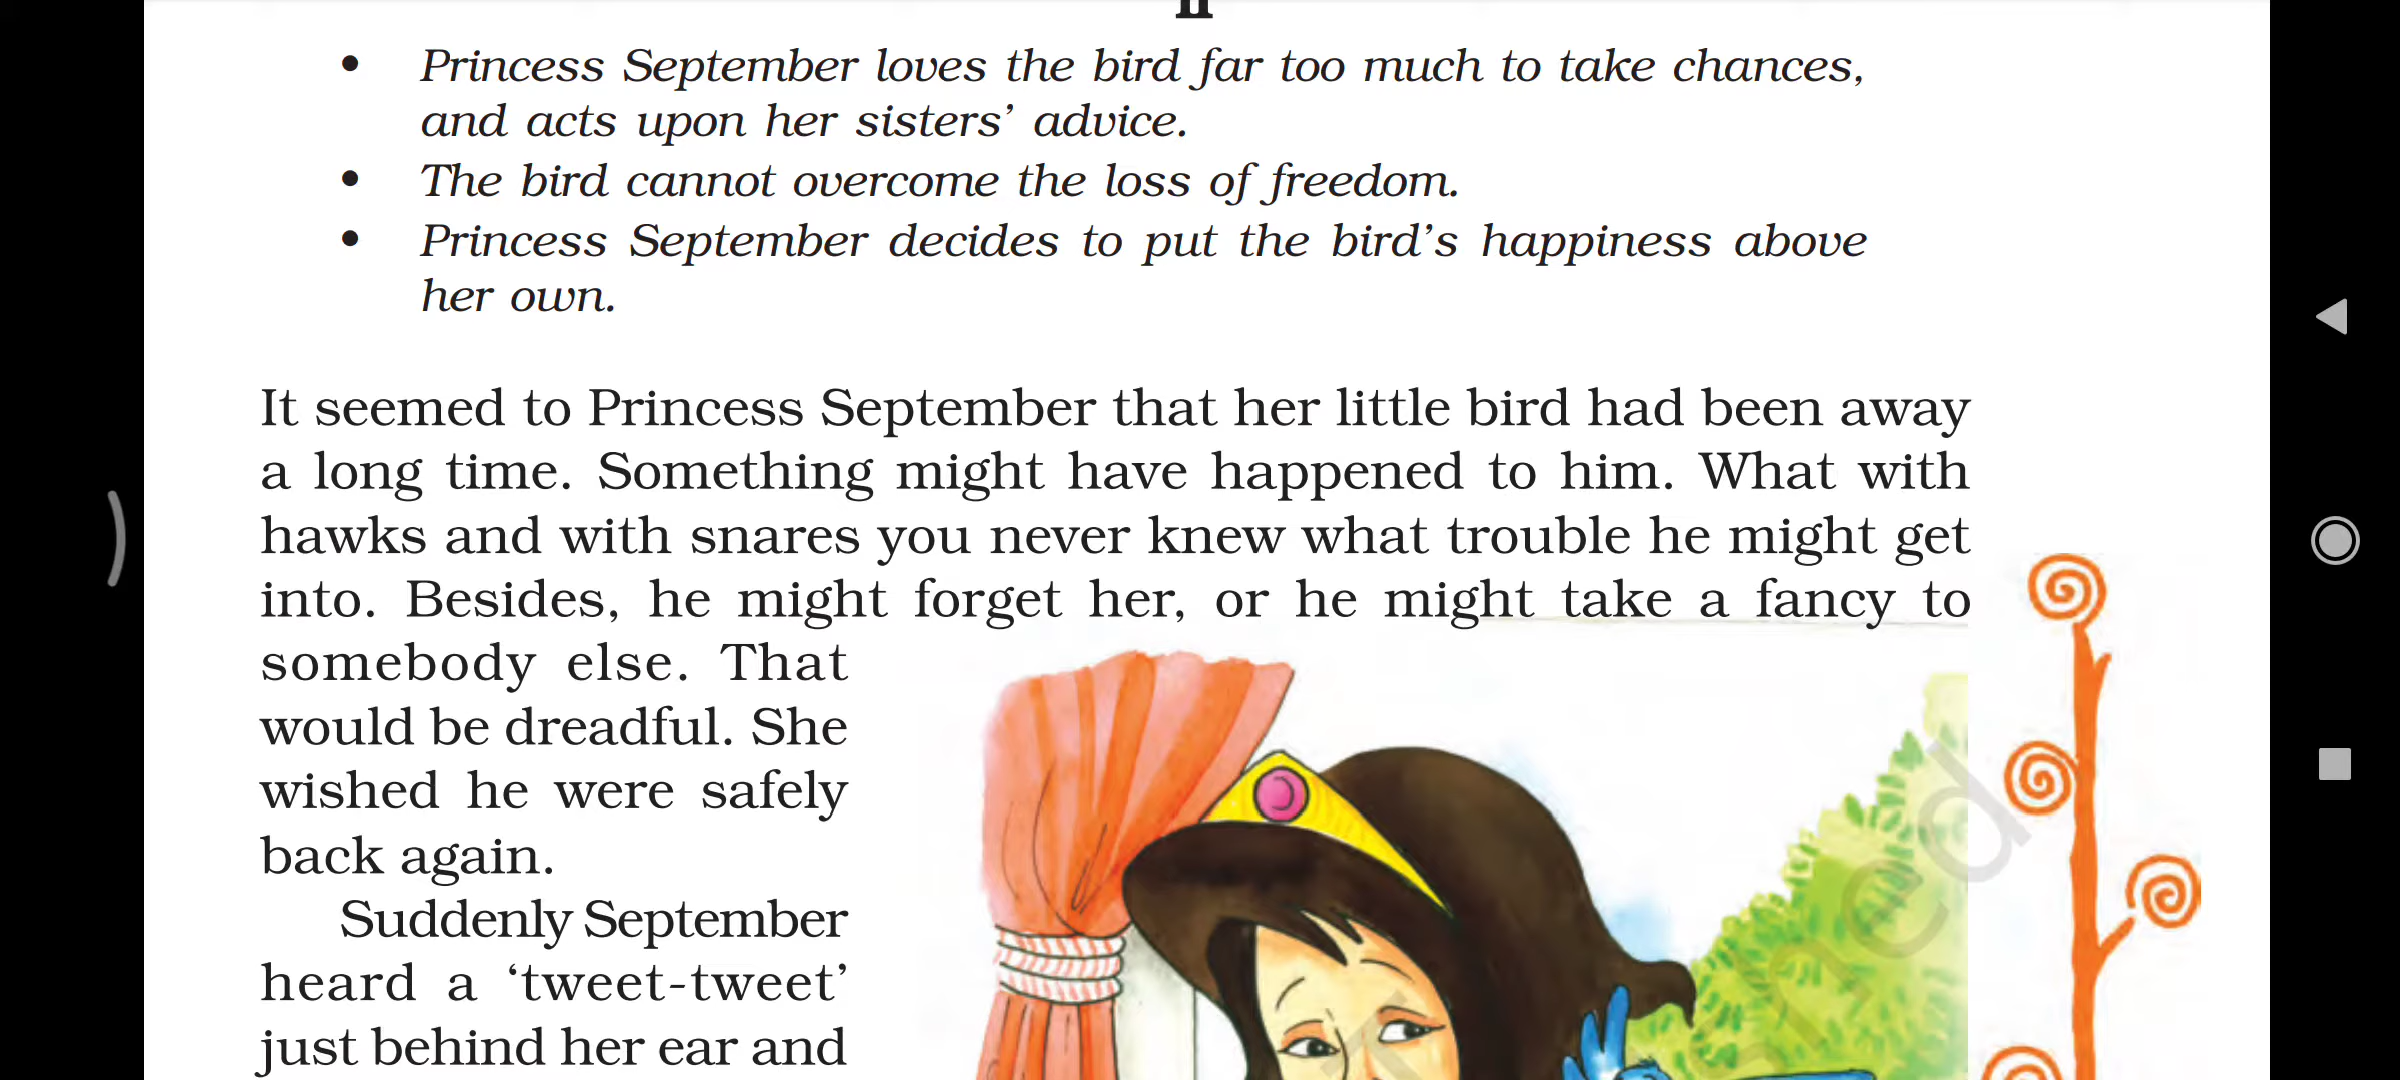 II
• Princess September loves the bird far too much to take chances,
and acts upon her sisters’ advice.
• The bird cannot overcome the loss of freedom.
• Princess September decides to put the bird’s happiness above
her own.
It seemed to Princess September that her little bird had been away
a long time. Something might have happened to him. What with
hawks and with snares you never knew what trouble he might get
into. Besides, he might forget her, or he might take a fancy to
somebody else. That
would be dreadful. She
wished he were safely
back again.
Suddenly September
heard a ‘tweet-tweet’
just behind her ear and